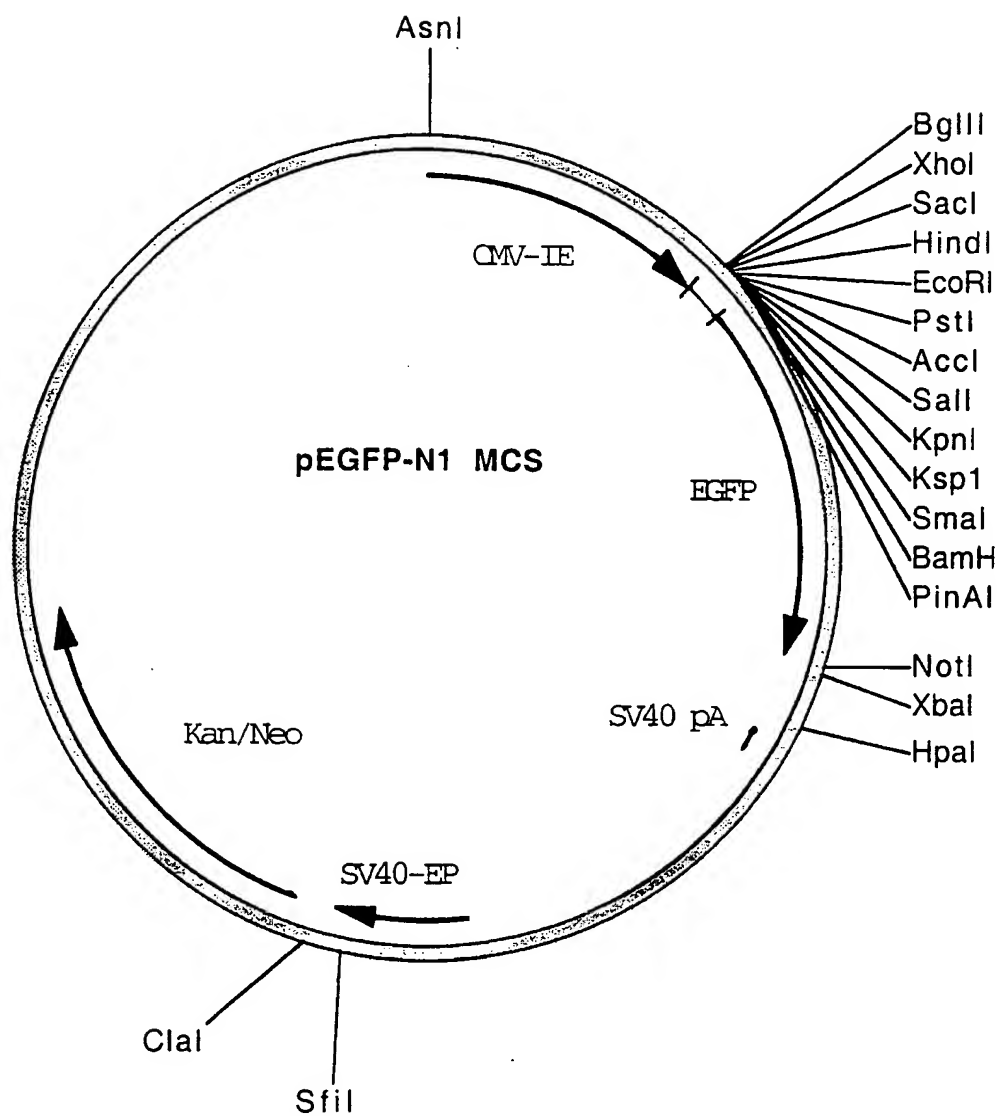 AsnI
BglII
XhoI
SacI
HindI
EcoRI
PstI
AccI
SalI
KpnI
Ksp1
SmaI
BamH
PinAI
CMV-IE
pEGFP-N1 MCS
EGFP
NotI
XbaI
HpaI
SV40 pA
Kan/Neo
SV40-EP
ClaI
SfiI